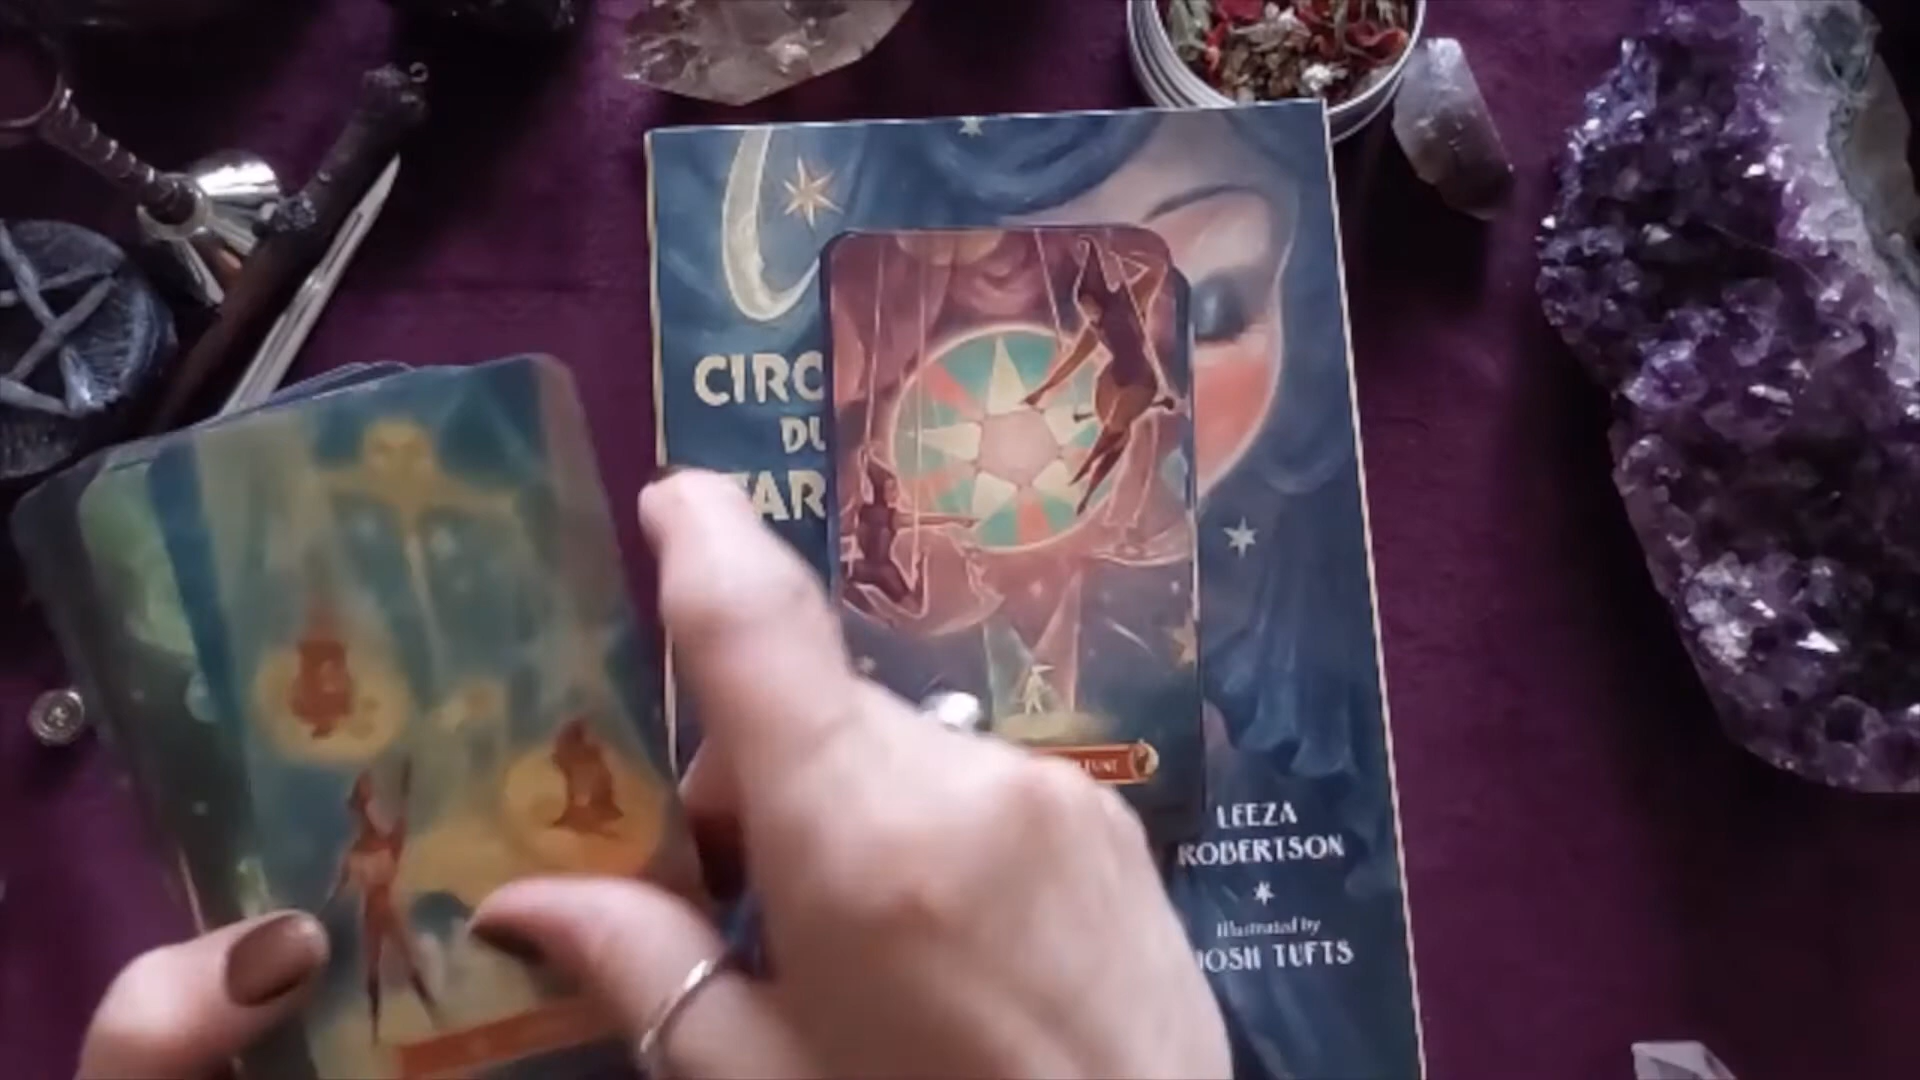 CIRC
DU
TAR
LEEZA
ROBERTSON
Illustrated by
JOSH TUFTS